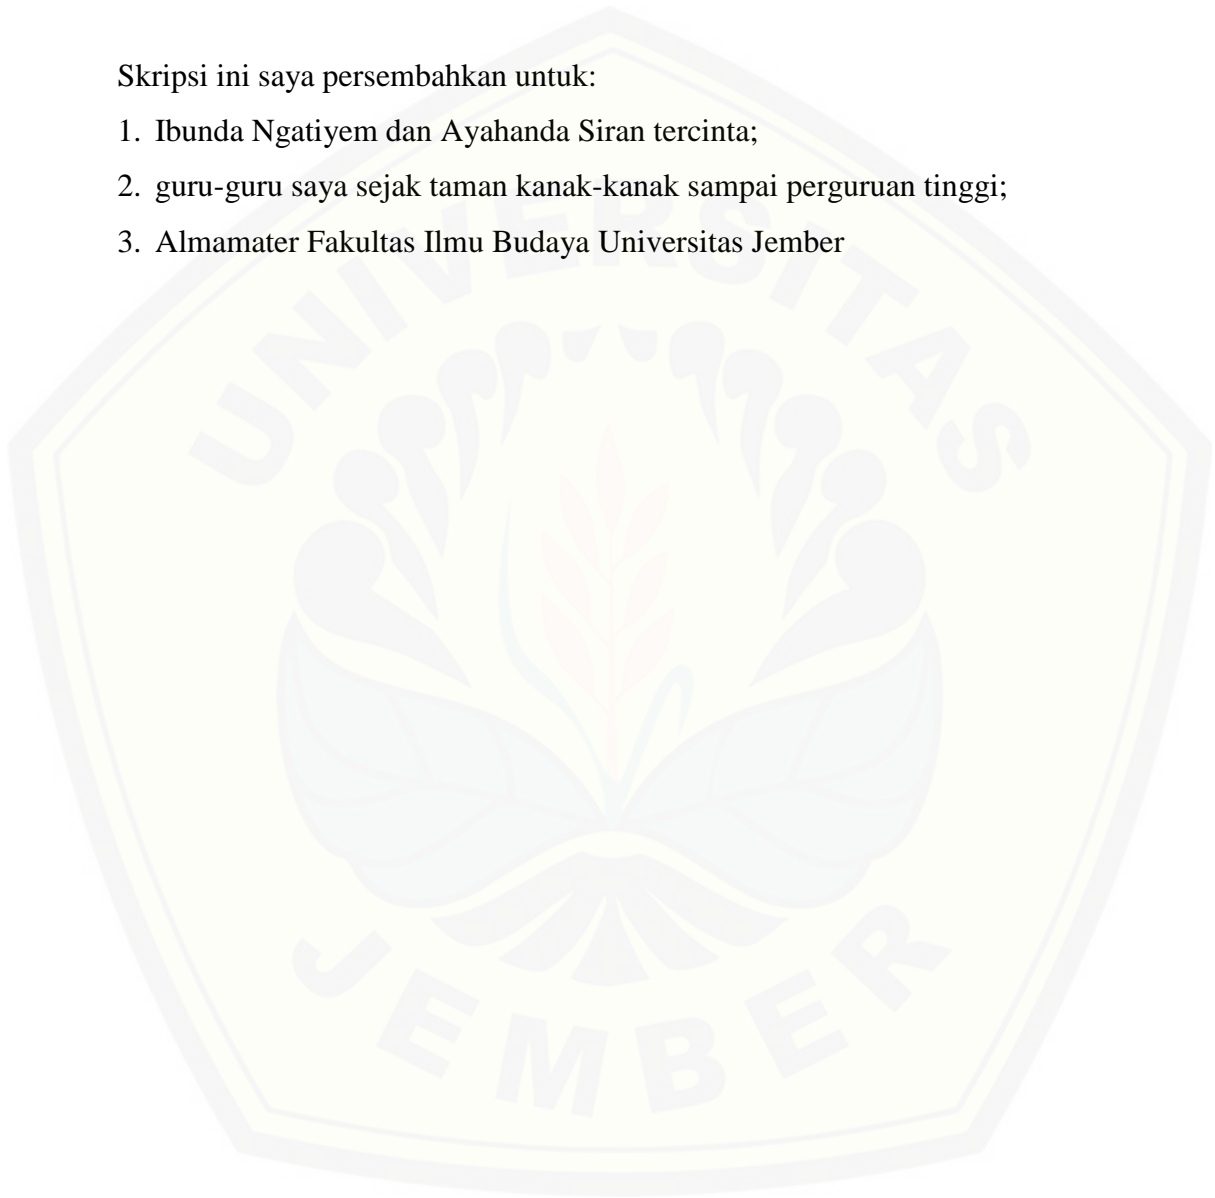 Skripsi ini saya persembahkan untuk:
1. Ibunda Ngatiyem dan Ayahanda Siran tercinta;
2. guru-guru saya sejak taman kanak-kanak sampai perguruan tinggi;
3. Almamater Fakultas Ilmu Budaya Universitas Jember
UNIVERSITAS
JEMBER